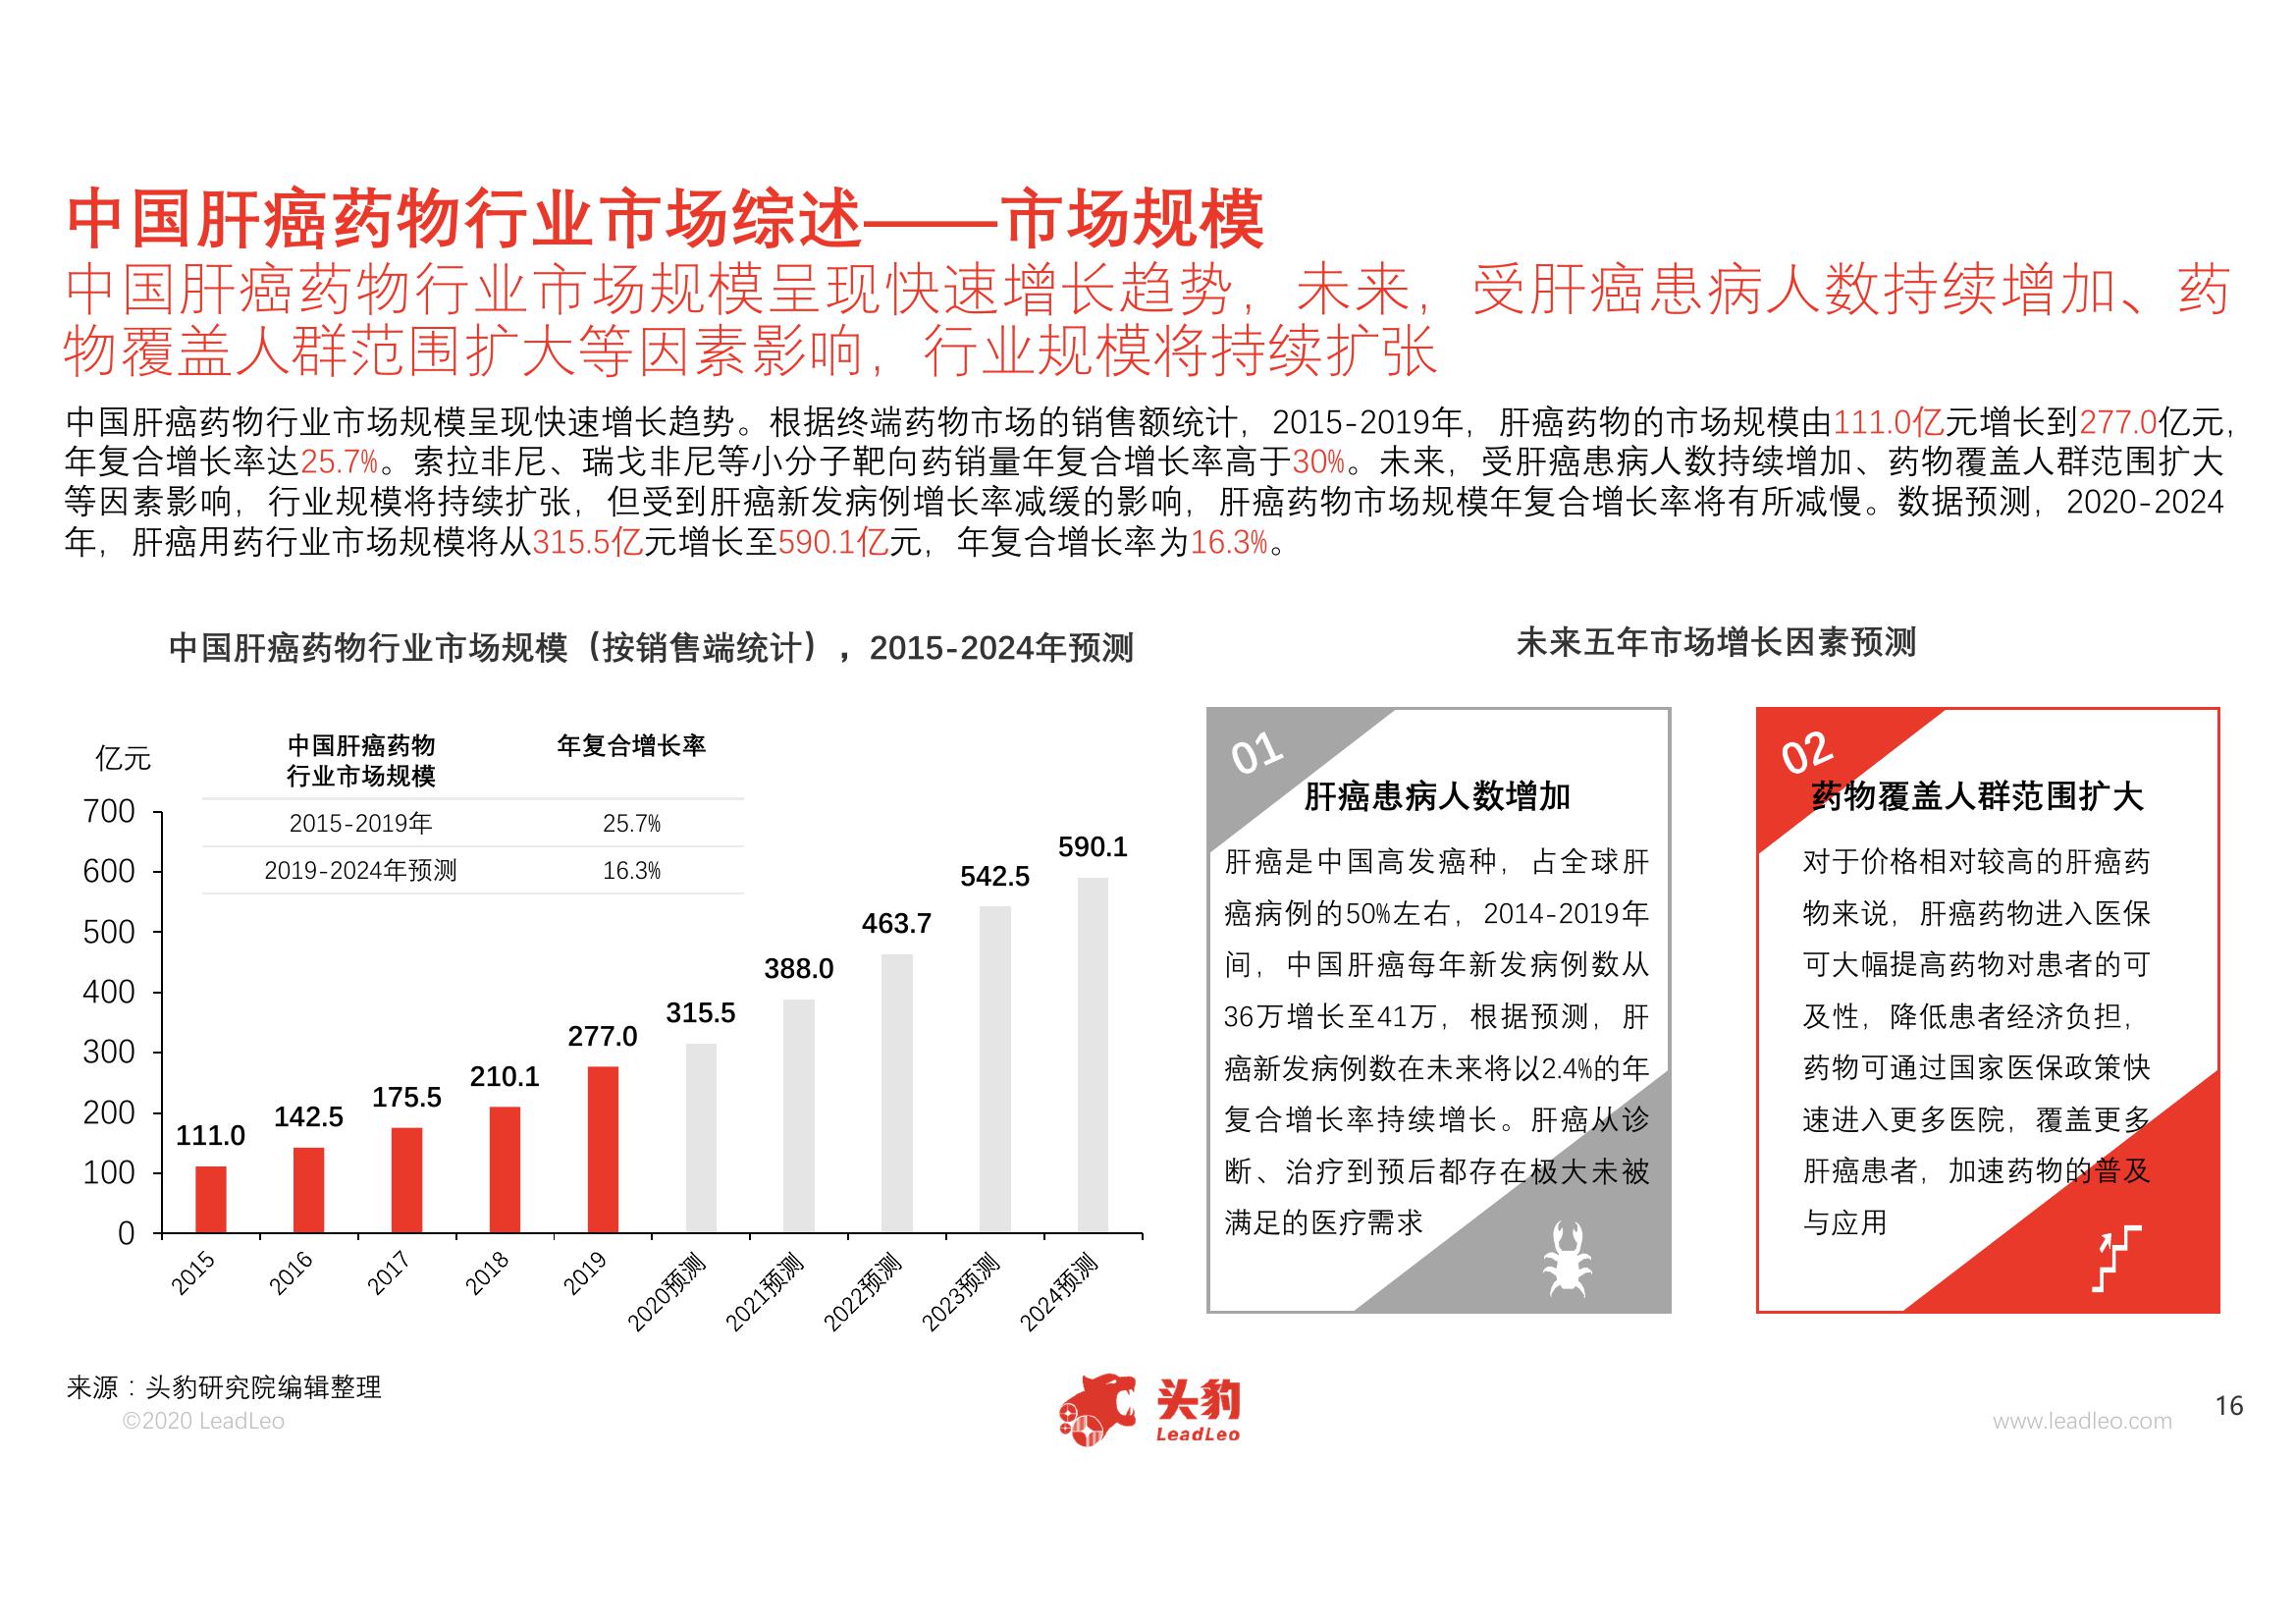 中国肝癌药物行业市场综述——市场规模
中国肝癌药物行业市场规模呈现快速增长趋势，未来，受肝癌患病人数持续增加、药
物覆盖人群范围扩大等因素影响，行业规模将持续扩张
中国肝癌药物行业市场规模呈现快速增长趋势。根据终端药物市场的销售额统计，2015-2019年，肝癌药物的市场规模由111.0亿元增长到277.0亿元，
年复合增长率达25.7%。索拉非尼、瑞戈非尼等小分子靶向药销量年复合增长率高于30%。未来，受肝癌患病人数持续增加、药物覆盖人群范围扩大
等因素影响，行业规模将持续扩张，但受到肝癌新发病例增长率减缓的影响，肝癌药物市场规模年复合增长率将有所减慢。数据预测，2020-2024
年，肝癌用药行业市场规模将从315.5亿元增长至590.1亿元，年复合增长率为16.3%。
中国肝癌药物行业市场规模（按销售端统计），2015-2024年预测
亿元
中国肝癌药物 年复合增长率
行业市场规模
2015-2019年 25.7%
2019-2024年预测 16.3%
700
600
500
400
300
200
100
0
111.0
142.5
175.5
210.1
277.0
315.5
388.0
463.7
542.5
590.1
2015
2016
2017
2018
2019
2020预测
2021预测
2022预测
2023预测
2024预测
未来五年市场增长因素预测
01
肝癌患病人数增加
肝癌是中国高发癌种，占全球肝
癌病例的50%左右，2014-2019年
间，中国肝癌每年新发病例数从
36万增长至41万，根据预测，肝
癌新发病例数在未来将以2.4%的年
复合增长率持续增长。肝癌从诊
断、治疗到预后都存在极大未被
满足的医疗需求
02
药物覆盖人群范围扩大
对于价格相对较高的肝癌药
物来说，肝癌药物进入医保
可大幅提高药物对患者的可
及性，降低患者经济负担，
药物可通过国家医保政策快
速进入更多医院，覆盖更多
肝癌患者，加速药物的普及
与应用
来源：头豹研究院编辑整理
©2020 LeadLeo
头豹
LeadLeo
www.leadleo.com
16